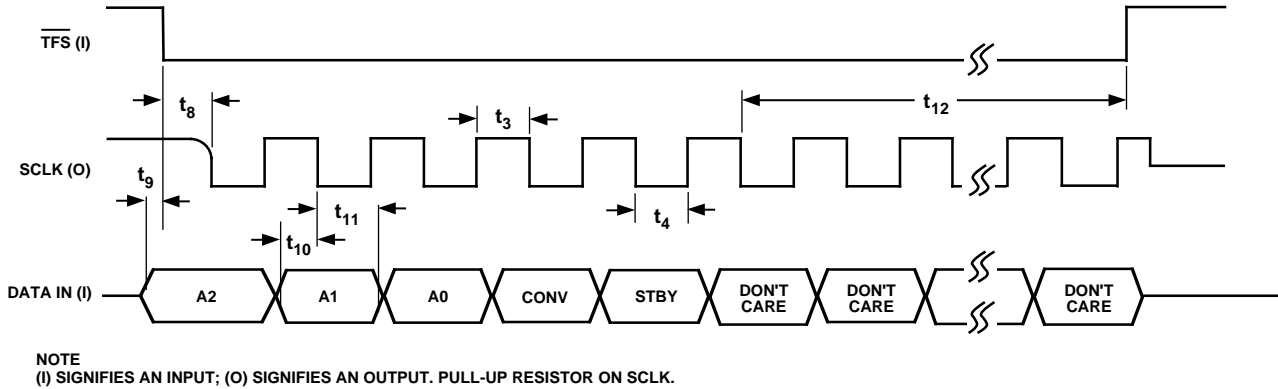 TFS (I)
t8
t3
t12
SCLK (O)
t9
t11
t10
t4
DATA IN (I)
A2
A1
A0
CONV
STBY
DON'T
CARE
DON'T
CARE
DON'T
CARE
NOTE
(I) SIGNIFIES AN INPUT; (O) SIGNIFIES AN OUTPUT. PULL-UP RESISTOR ON SCLK.